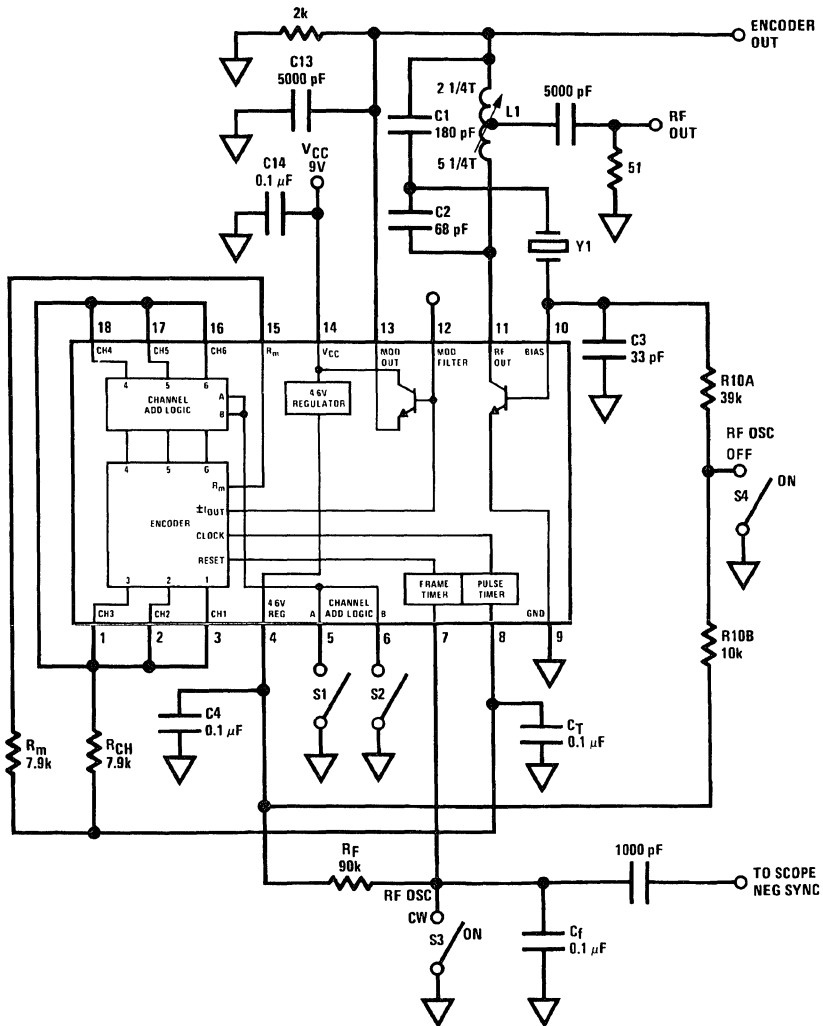 2k
ENCODER
OUT
C13
5000 pF
2 1/4T
5000 pF
L1
C1
180 pF
RF
OUT
C14
0.1 µF
VCC
9V
5 1/4T
51
C2
68 pF
Y1
18
17
16
15
14
13
12
11
10
CH4
CH5
CH6
Rm
VCC
MOD
OUT
MOD
FILTER
RF
OUT
BIAS
C3
33 pF
4
5
6
A
B
CHANNEL
ADD LOGIC
4 6V
REGULATOR
R10A
39k
RF OSC
OFF
ON
S4
4
5
6
Rm
±IOUT
ENCODER
CLOCK
RESET
3
2
1
FRAME
TIMER
PULSE
TIMER
CH3
CH2
CH1
4 6V
REG
A
CHANNEL
ADD LOGIC
B
GND
1
2
3
4
5
6
7
8
9
R10B
10k
S1
S2
C4
0.1 µF
CT
0.1 µF
Rm
7.9k
RCH
7.9k
RF
90k
1000 pF
RF OSC
CW
TO SCOPE
NEG SYNC
S3
ON
Cf
0.1 µF